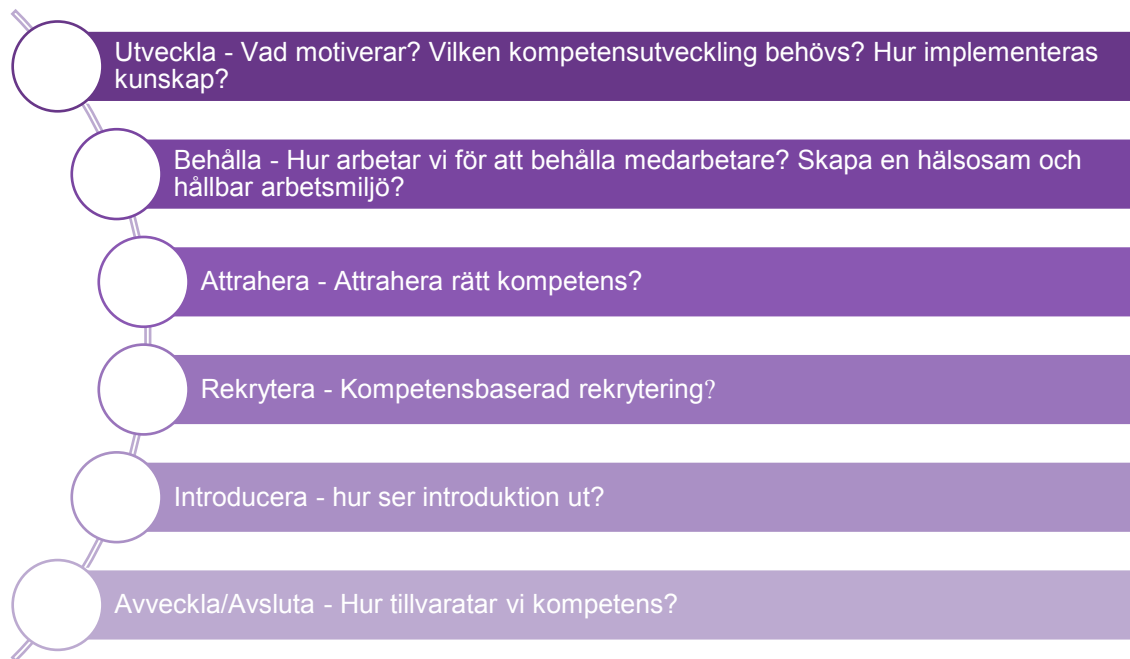 Utveckla - Vad motiverar? Vilken kompetensutveckling behövs? Hur implementeras
kunskap?
Behålla - Hur arbetar vi för att behålla medarbetare? Skapa en hälsosam och
hållbar arbetsmiljö?
Attrahera - Attrahera rätt kompetens?
Rekrytera - Kompetensbaserad rekrytering?
Introducera - hur ser introduktion ut?
Avveckla/Avsluta - Hur tillvaratar vi kompetens?